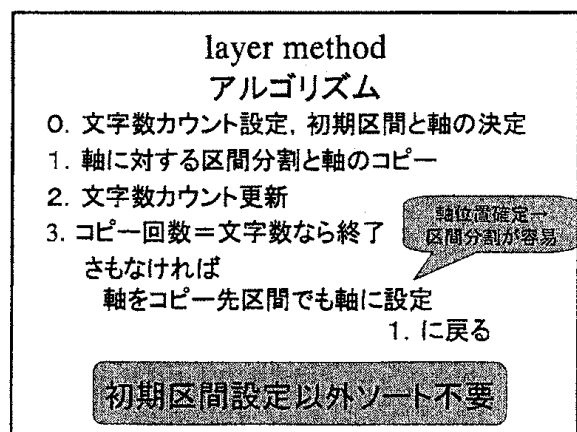 layer method
アルゴリズム
0. 文字数カウント設定, 初期区間と軸の決定
1. 軸に対する区間分割と軸のコピー
2. 文字数カウント更新
3. コピー回数＝文字数なら終了
軸位置確定→
区間分割が容易
さもなければ
軸をコピー先区間でも軸に設定
1. に戻る
初期区間設定以外ソート不要